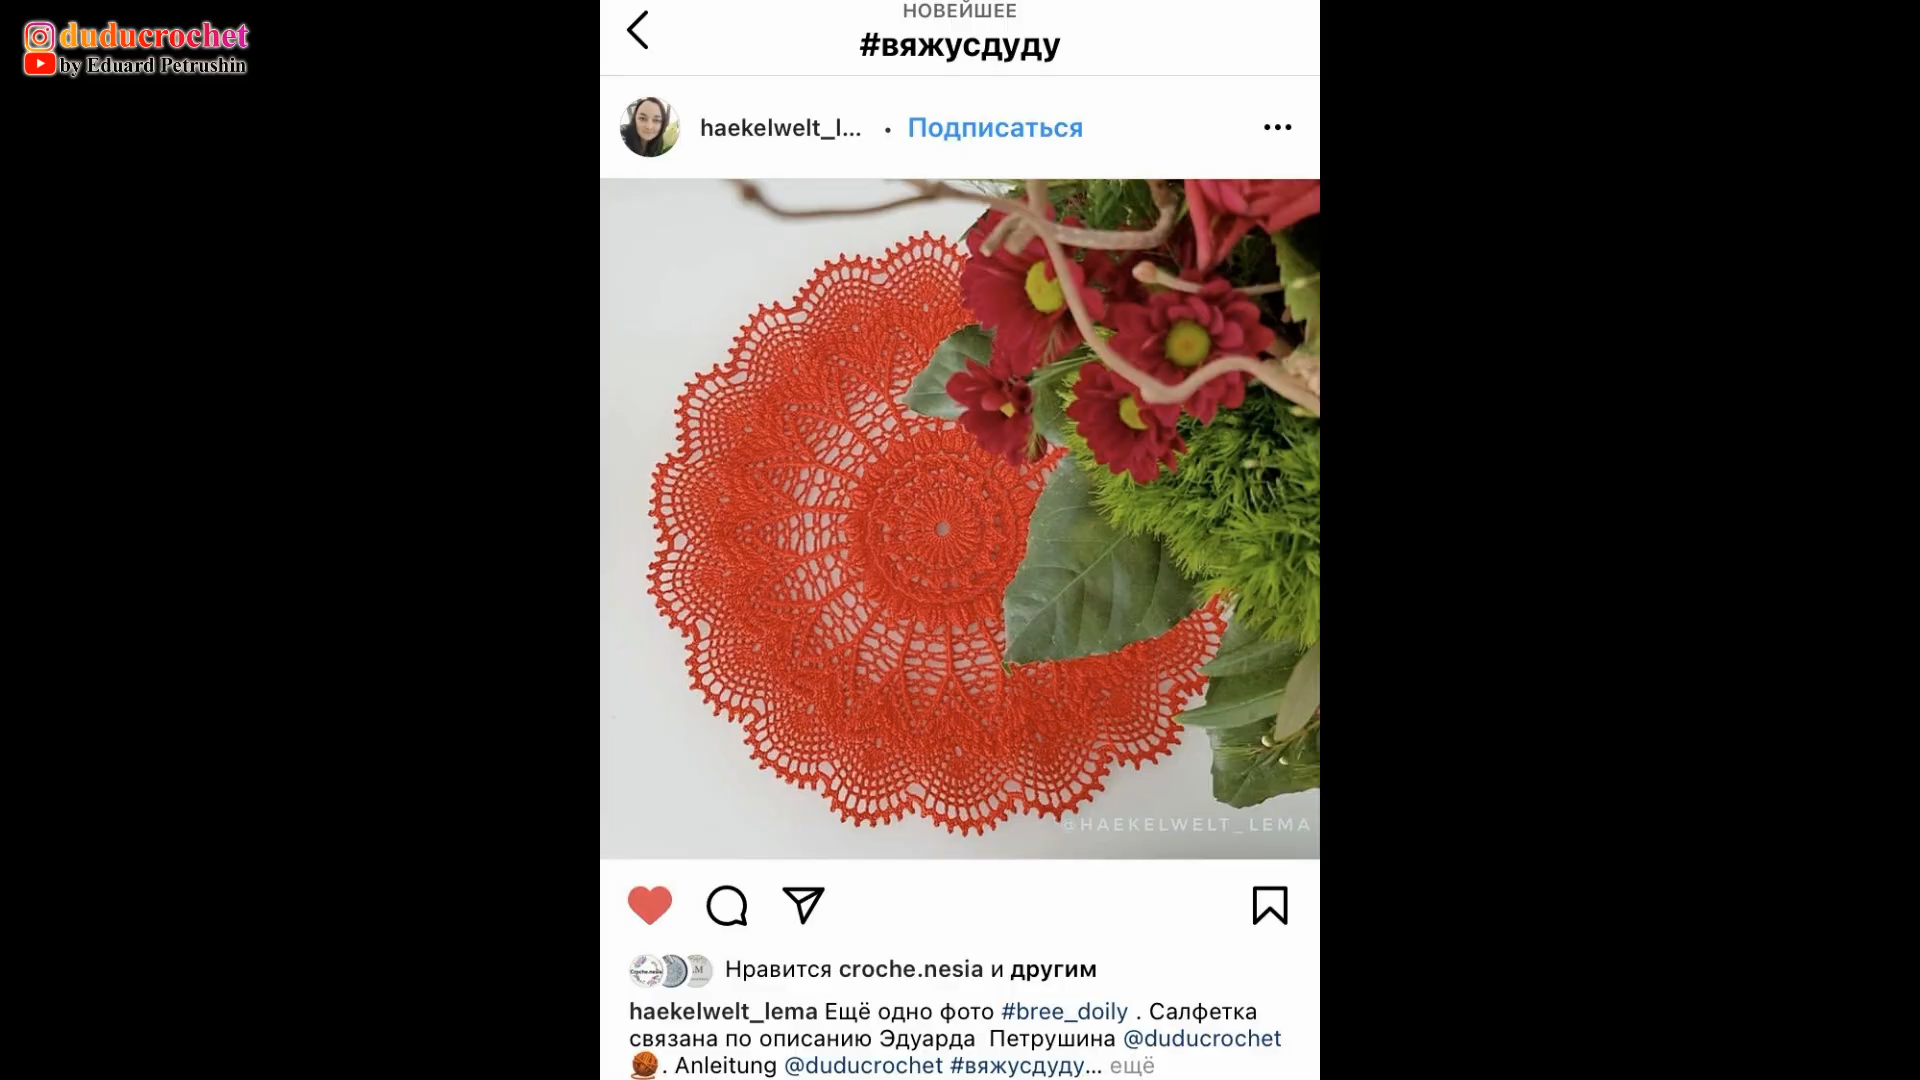 duducrochet
by Eduard Petrushin
НОВЕЙШЕЕ
#вяжусдуду
haekelwelt_l... • Подписаться
@HAEKELWELT_LEMA
Нравится croche.nesia и другим
haekelwelt_lema Ещё одно фото #bree_doily . Салфетка
связана по описанию Эдуарда Петрушина @duducrochet
🧶. Anleitung @duducrochet #вяжусдуду... ещё